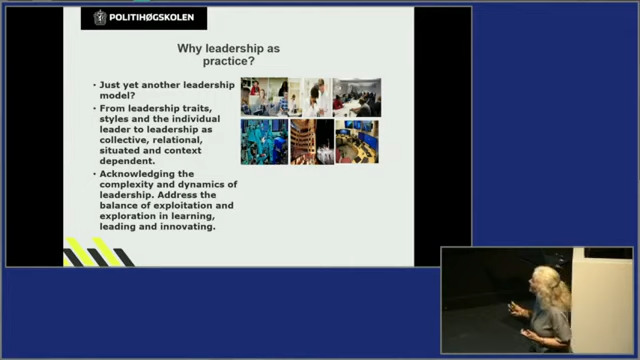 POLITIHØGSKOLEN
Why leadership as
practice?
• Just yet another leadership
model?
• From leadership traits,
styles and the individual
leader to leadership as
collective, relational,
situated and context
dependent.
• Acknowledging the
complexity and dynamics of
leadership. Address the
balance of exploitation and
exploration in learning,
leading and innovating.